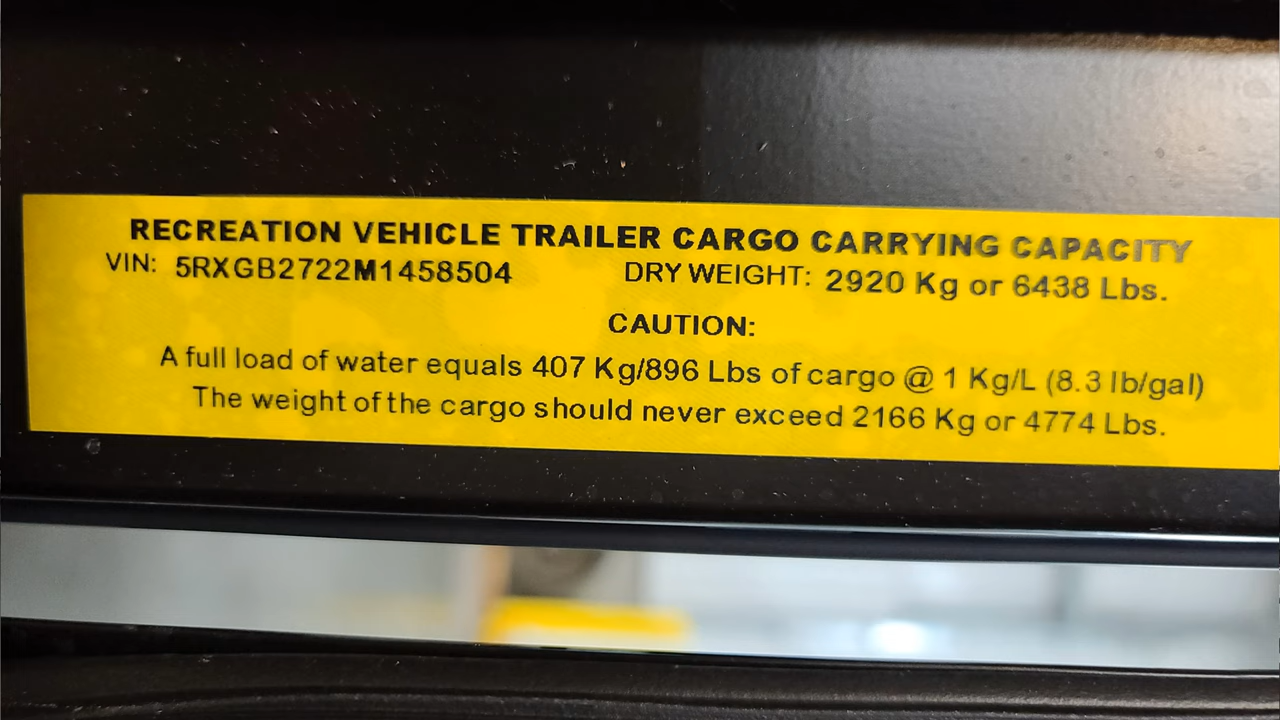 RECREATION VEHICLE TRAILER CARGO CARRYING CAPACITY
VIN: 5RXGB2722M1458504 DRY WEIGHT: 2920 Kg or 6438 Lbs.
CAUTION:
A full load of water equals 407 Kg/896 Lbs of cargo @ 1 Kg/L (8.3 lb/gal)
The weight of the cargo should never exceed 2166 Kg or 4774 Lbs.